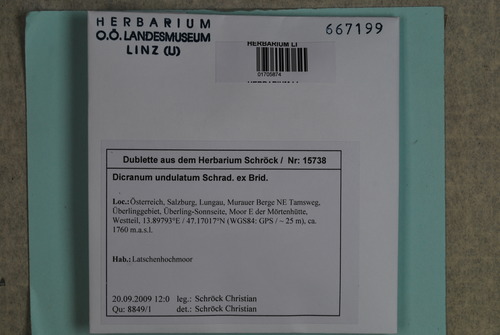 HERBARIUM
O.Ö. LANDESMUSEUM
LINZ (U)
667199
HERBARIUM LI
01705874
HERBARIUM LI
Dublette aus dem Herbarium Schröck / Nr: 15738
Dicranum undulatum Schrad. ex Brid.
Loc.: Österreich, Salzburg, Lungau, Murauer Berge NE Tamsweg,
Überlinggebiet, Überling-Sonnseite, Moor E der Mörtenhütte,
Westteil, 13.89793°E / 47.17017°N (WGS84: GPS / ~ 25 m), ca.
1760 m.a.s.l.
Hab.: Latschenhochmoor
20.09.2009 12:0 leg.: Schröck Christian
Qu: 8849/1 det.: Schröck Christian